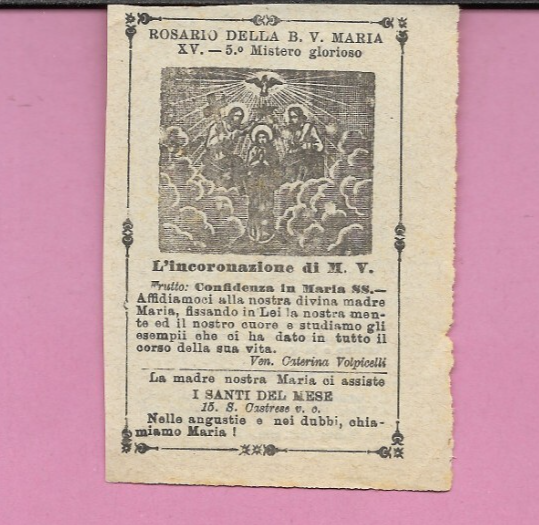 ROSARIO DELLA B. V. MARIA
XV. — 5.º Mistero glorioso
L'incoronazione di M. V.
Frutto: Confidenza in Maria SS.—
Affidiamoci alla nostra divina madre
Maria, fissando in Lei la nostra men-
te ed il nostro cuore e studiamo gli
esempii che ci ha dato in tutto il
corso della sua vita.
Ven. Caterina Volpicelli
La madre nostra Maria ci assiste
I SANTI DEL MESE
15. S. Castrese v. c.
Nelle angustie e nei dubbi, chia-
miamo Maria !